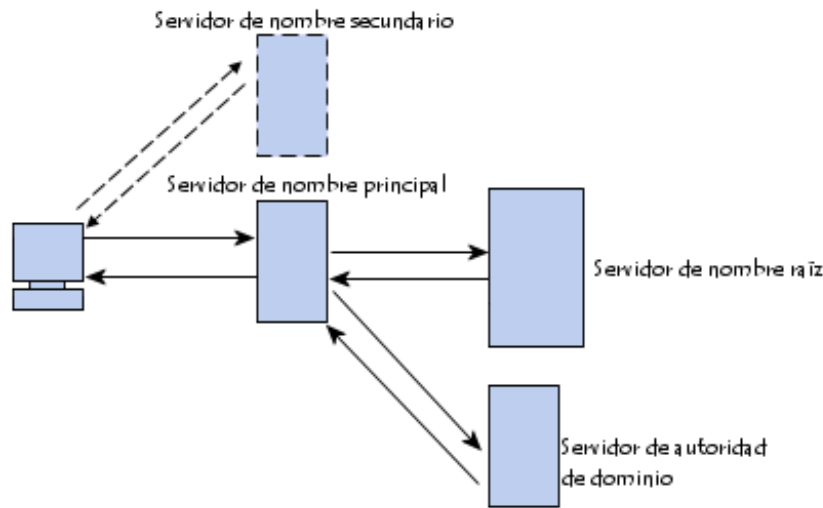 Servidor de nombre secundario
Servidor de nombre principal
Servidor de nombre raíz
Servidor de autoridad
de dominio